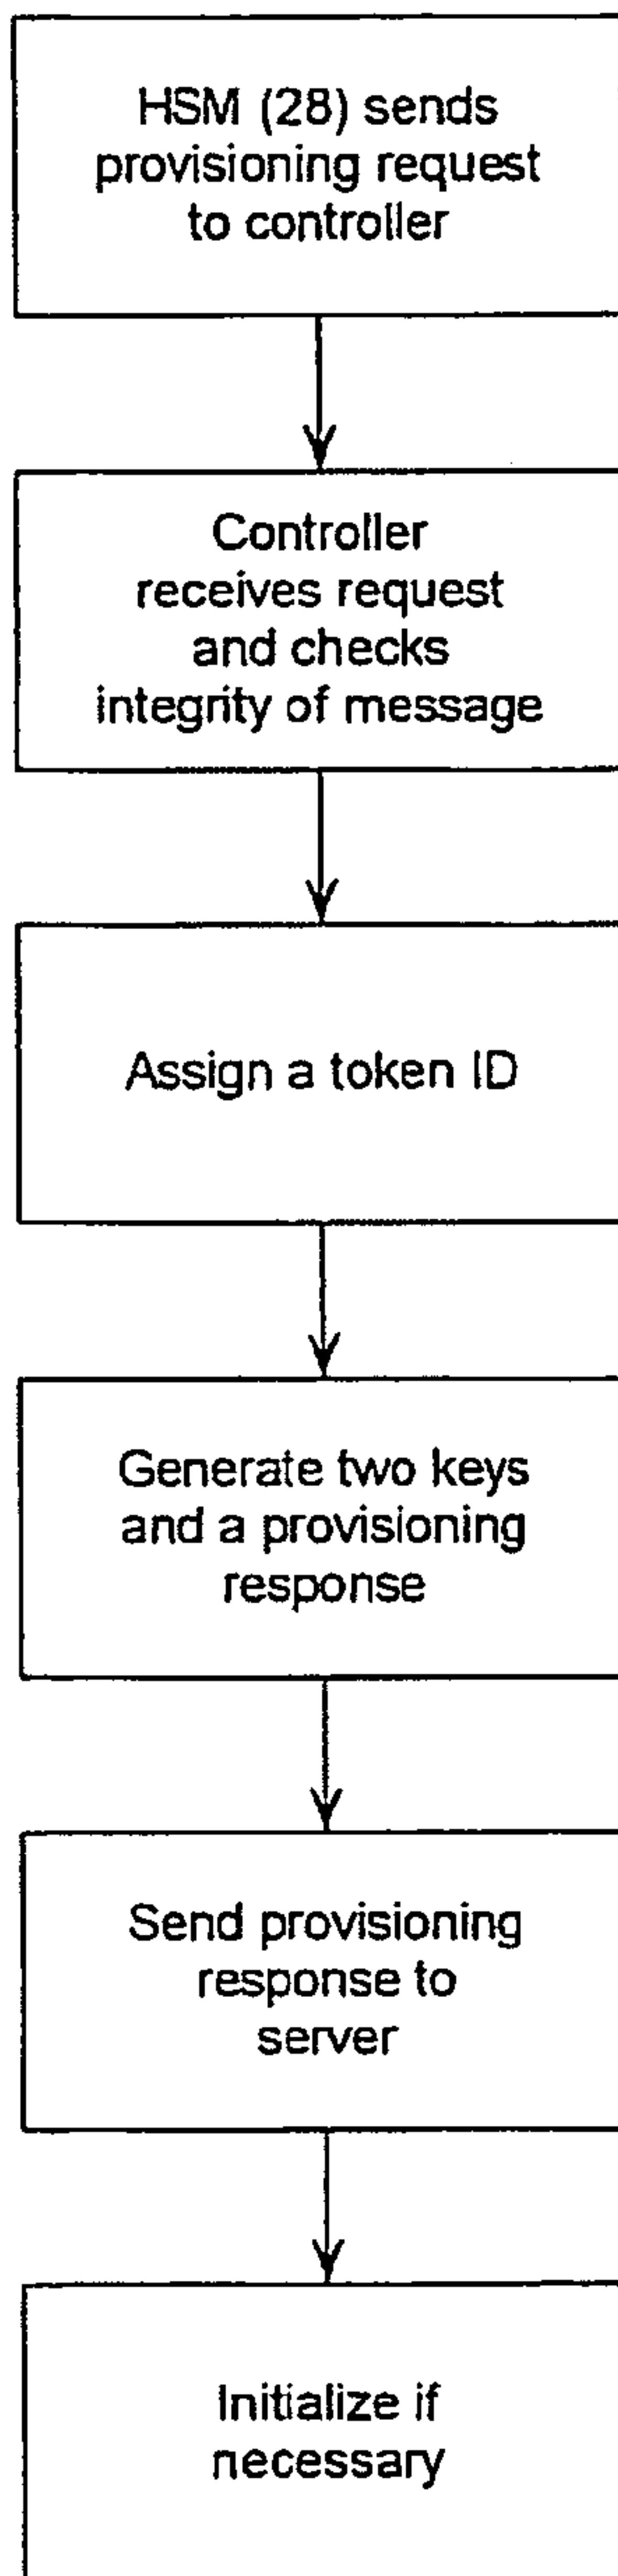 HSM (28) sends
provisioning request
to controller
Controller
receives request
and checks
integrity of message
Assign a token ID
Generate two keys
and a provisioning
response
Send provisioning
response to
server
Initialize if
necessary